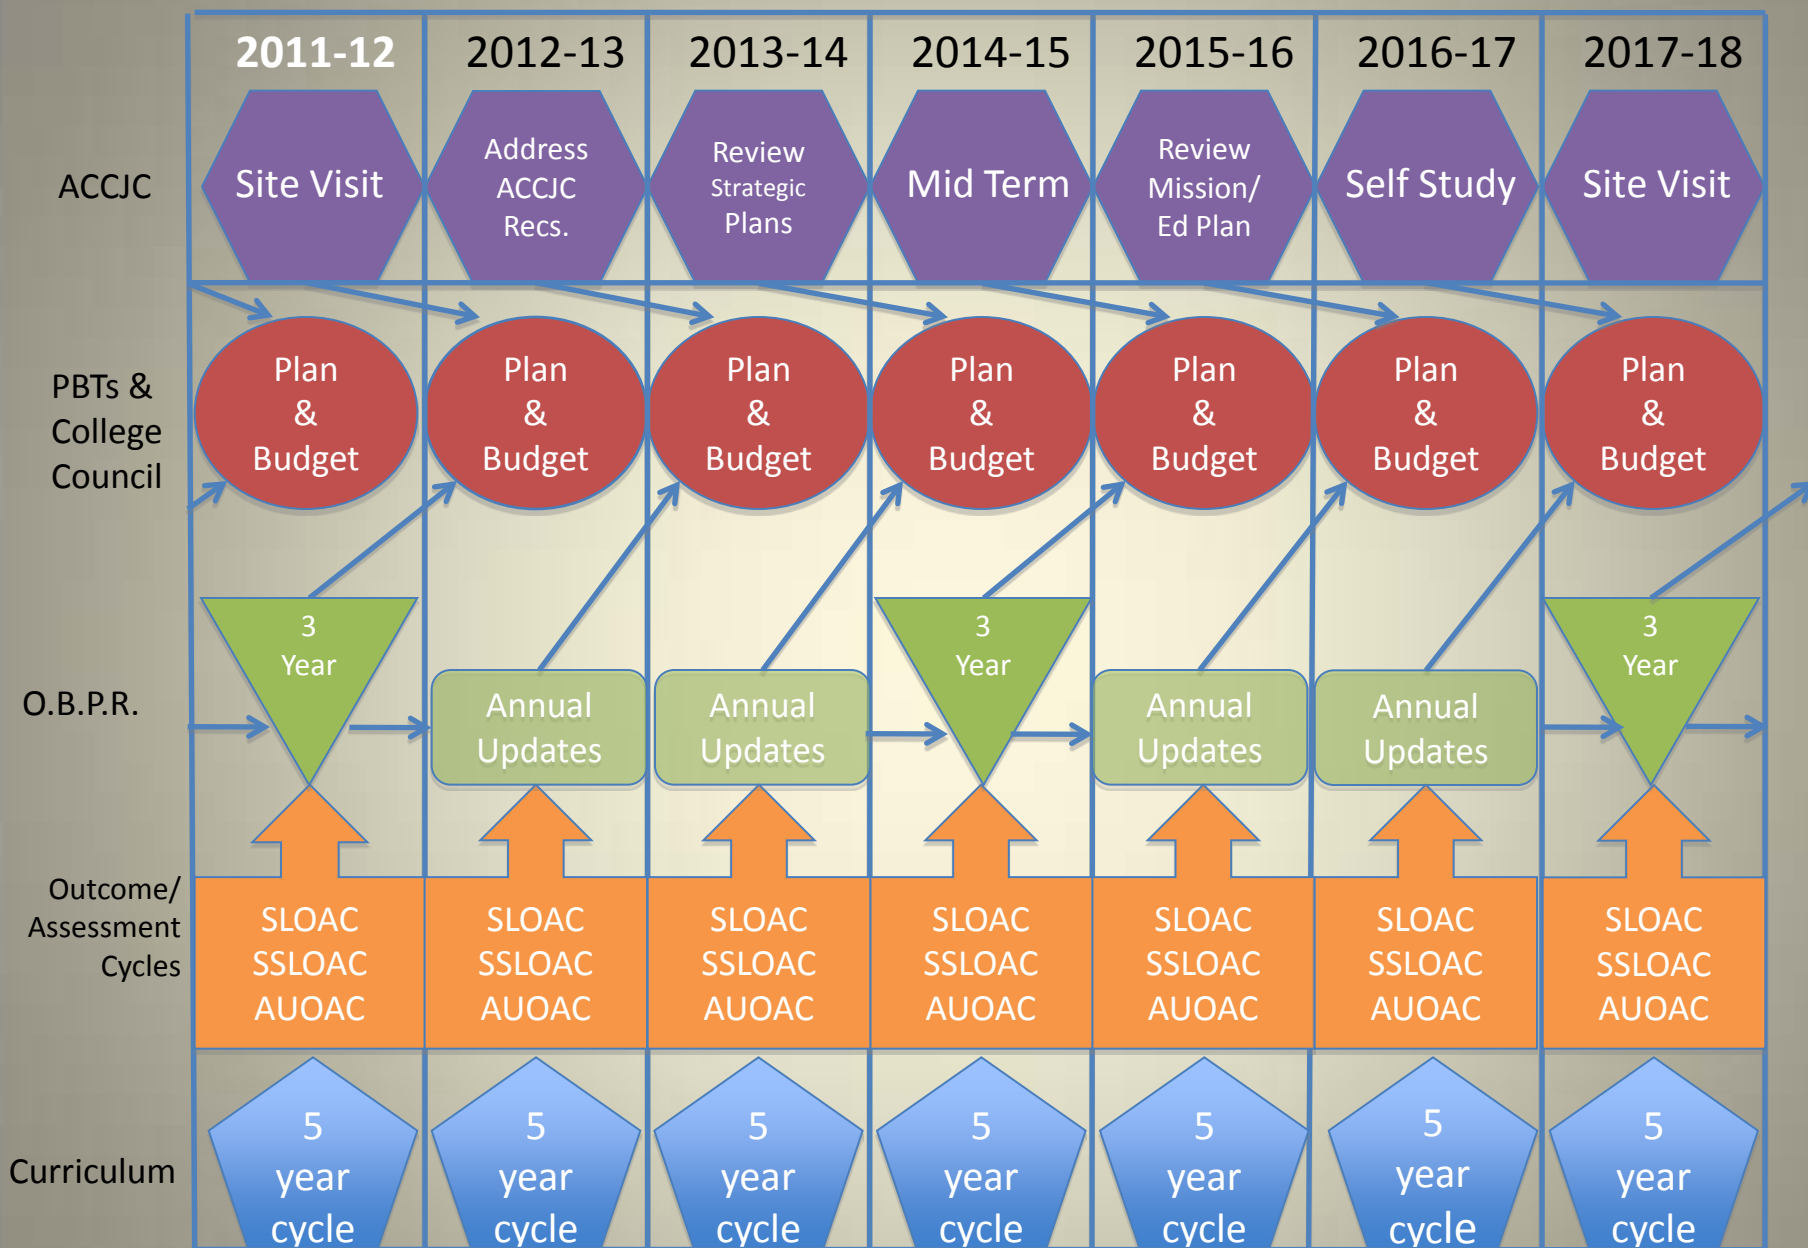 2011-12 2012-13 2013-14 2014-15 2015-16 2016-17 2017-18
ACCJC
Site Visit
Address
ACCJC
Recs.
Review
Strategic
Plans
Mid Term
Review
Mission/
Ed Plan
Self Study
Site Visit
PBTs &
College
Council
Plan
&
Budget
Plan
&
Budget
Plan
&
Budget
Plan
&
Budget
Plan
&
Budget
Plan
&
Budget
Plan
&
Budget
O.B.P.R.
3
Year
Annual
Updates
Annual
Updates
3
Year
Annual
Updates
Annual
Updates
3
Year
Outcome/
Assessment
Cycles
SLOAC
SSLOAC
AUOAC
SLOAC
SSLOAC
AUOAC
SLOAC
SSLOAC
AUOAC
SLOAC
SSLOAC
AUOAC
SLOAC
SSLOAC
AUOAC
SLOAC
SSLOAC
AUOAC
SLOAC
SSLOAC
AUOAC
Curriculum
5
year
cycle
5
year
cycle
5
year
cycle
5
year
cycle
5
year
cycle
5
year
cycle
5
year
cycle